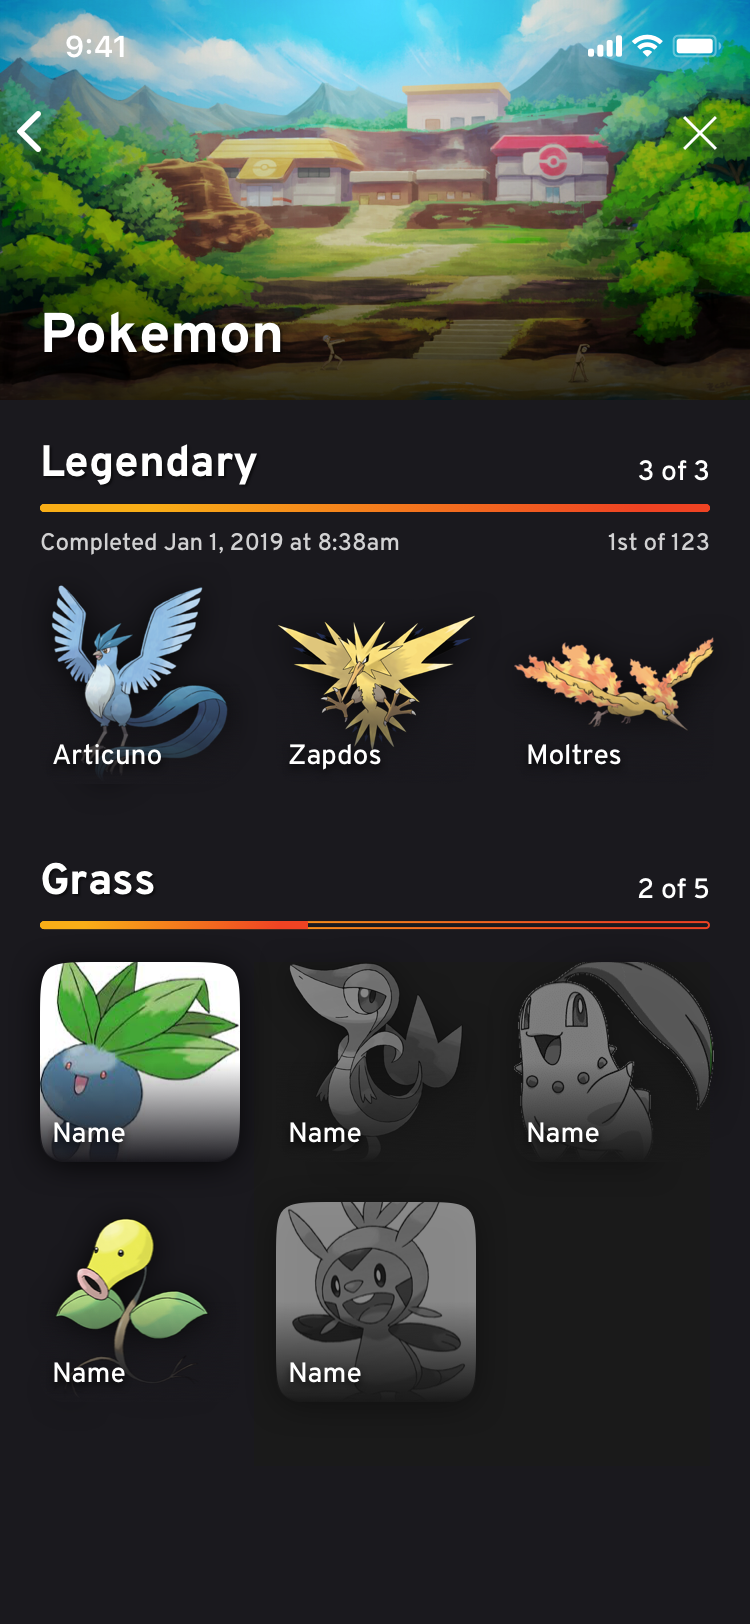 9:41
Pokemon
Legendary
3 of 3
Completed Jan 1, 2019 at 8:38am
1st of 123
Articuno
Zapdos
Moltres
Grass
2 of 5
Name
Name
Name
Name
Name